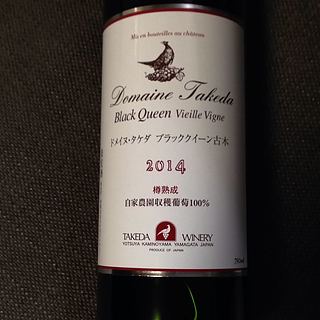 Mis en bouteilles au château
Domaine Takeda
Black Queen Vieille Vigne
ドメイヌ・タケダ ブラッククイーン古木
2014
樽熟成
自家農園収穫葡萄100%
TAKEDA WINERY
YOTSUYA KAMINOYAMA YAMAGATA JAPAN
PRODUCE OF JAPAN
750ml